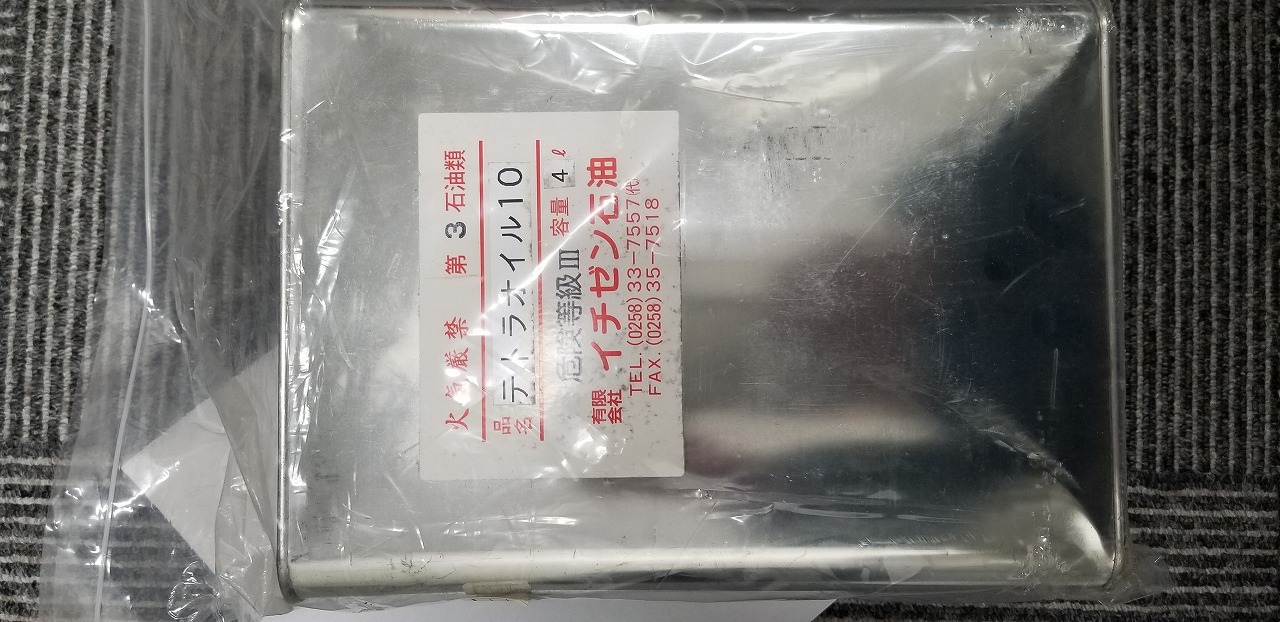 火気厳禁 第3石油類
品名 テトラオイル10
危険等級III 容量 4ℓ
有限会社 イチゼン石油
TEL.(0258)33-7557(代)
FAX.(0258)35-7518